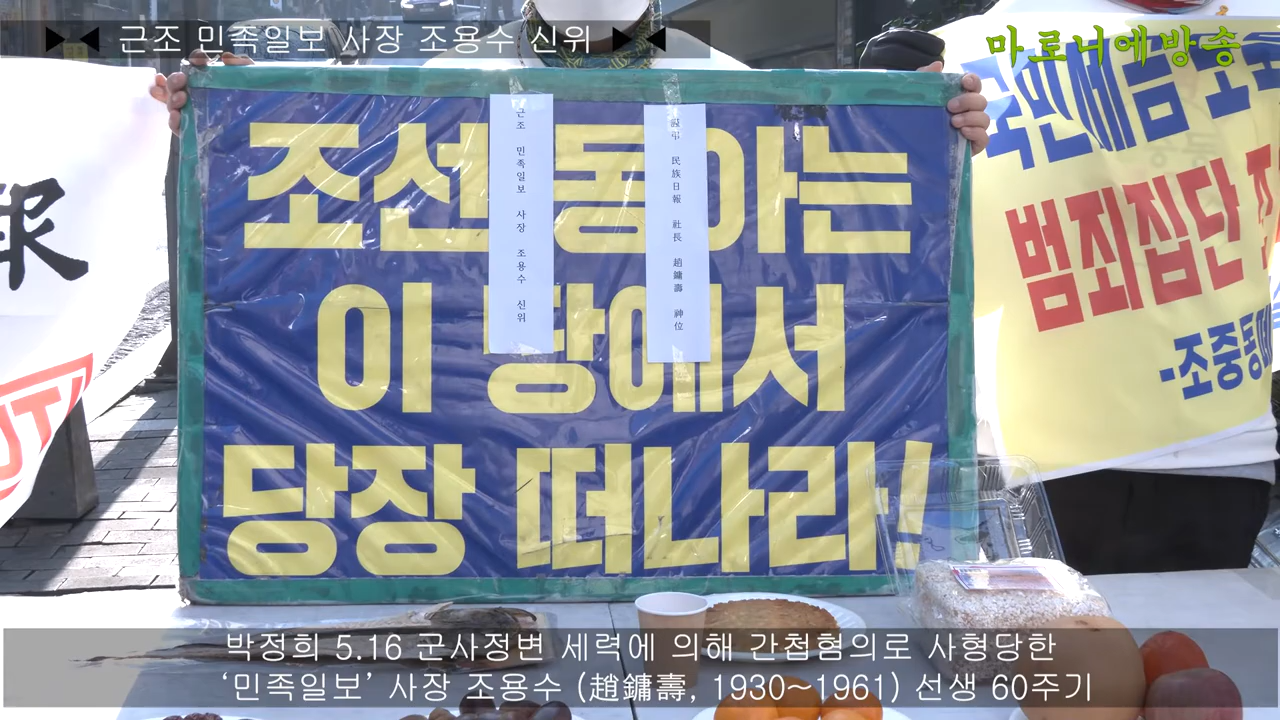 ▶◀ 근조 민족일보 사장 조용수 신위 ▶◀
마로니에방송
조선 동아는
이 땅에서
당장 떠나라!
근조 민족일보 사장 조용수 신위
民族日報 社長 趙鏞壽 神位
報
국민세금
범죄집단
-조중동
박정희 5.16 군사정변 세력에 의해 간첩혐의로 사형당한
‘민족일보’ 사장 조용수 (趙鏞壽, 1930~1961) 선생 60주기